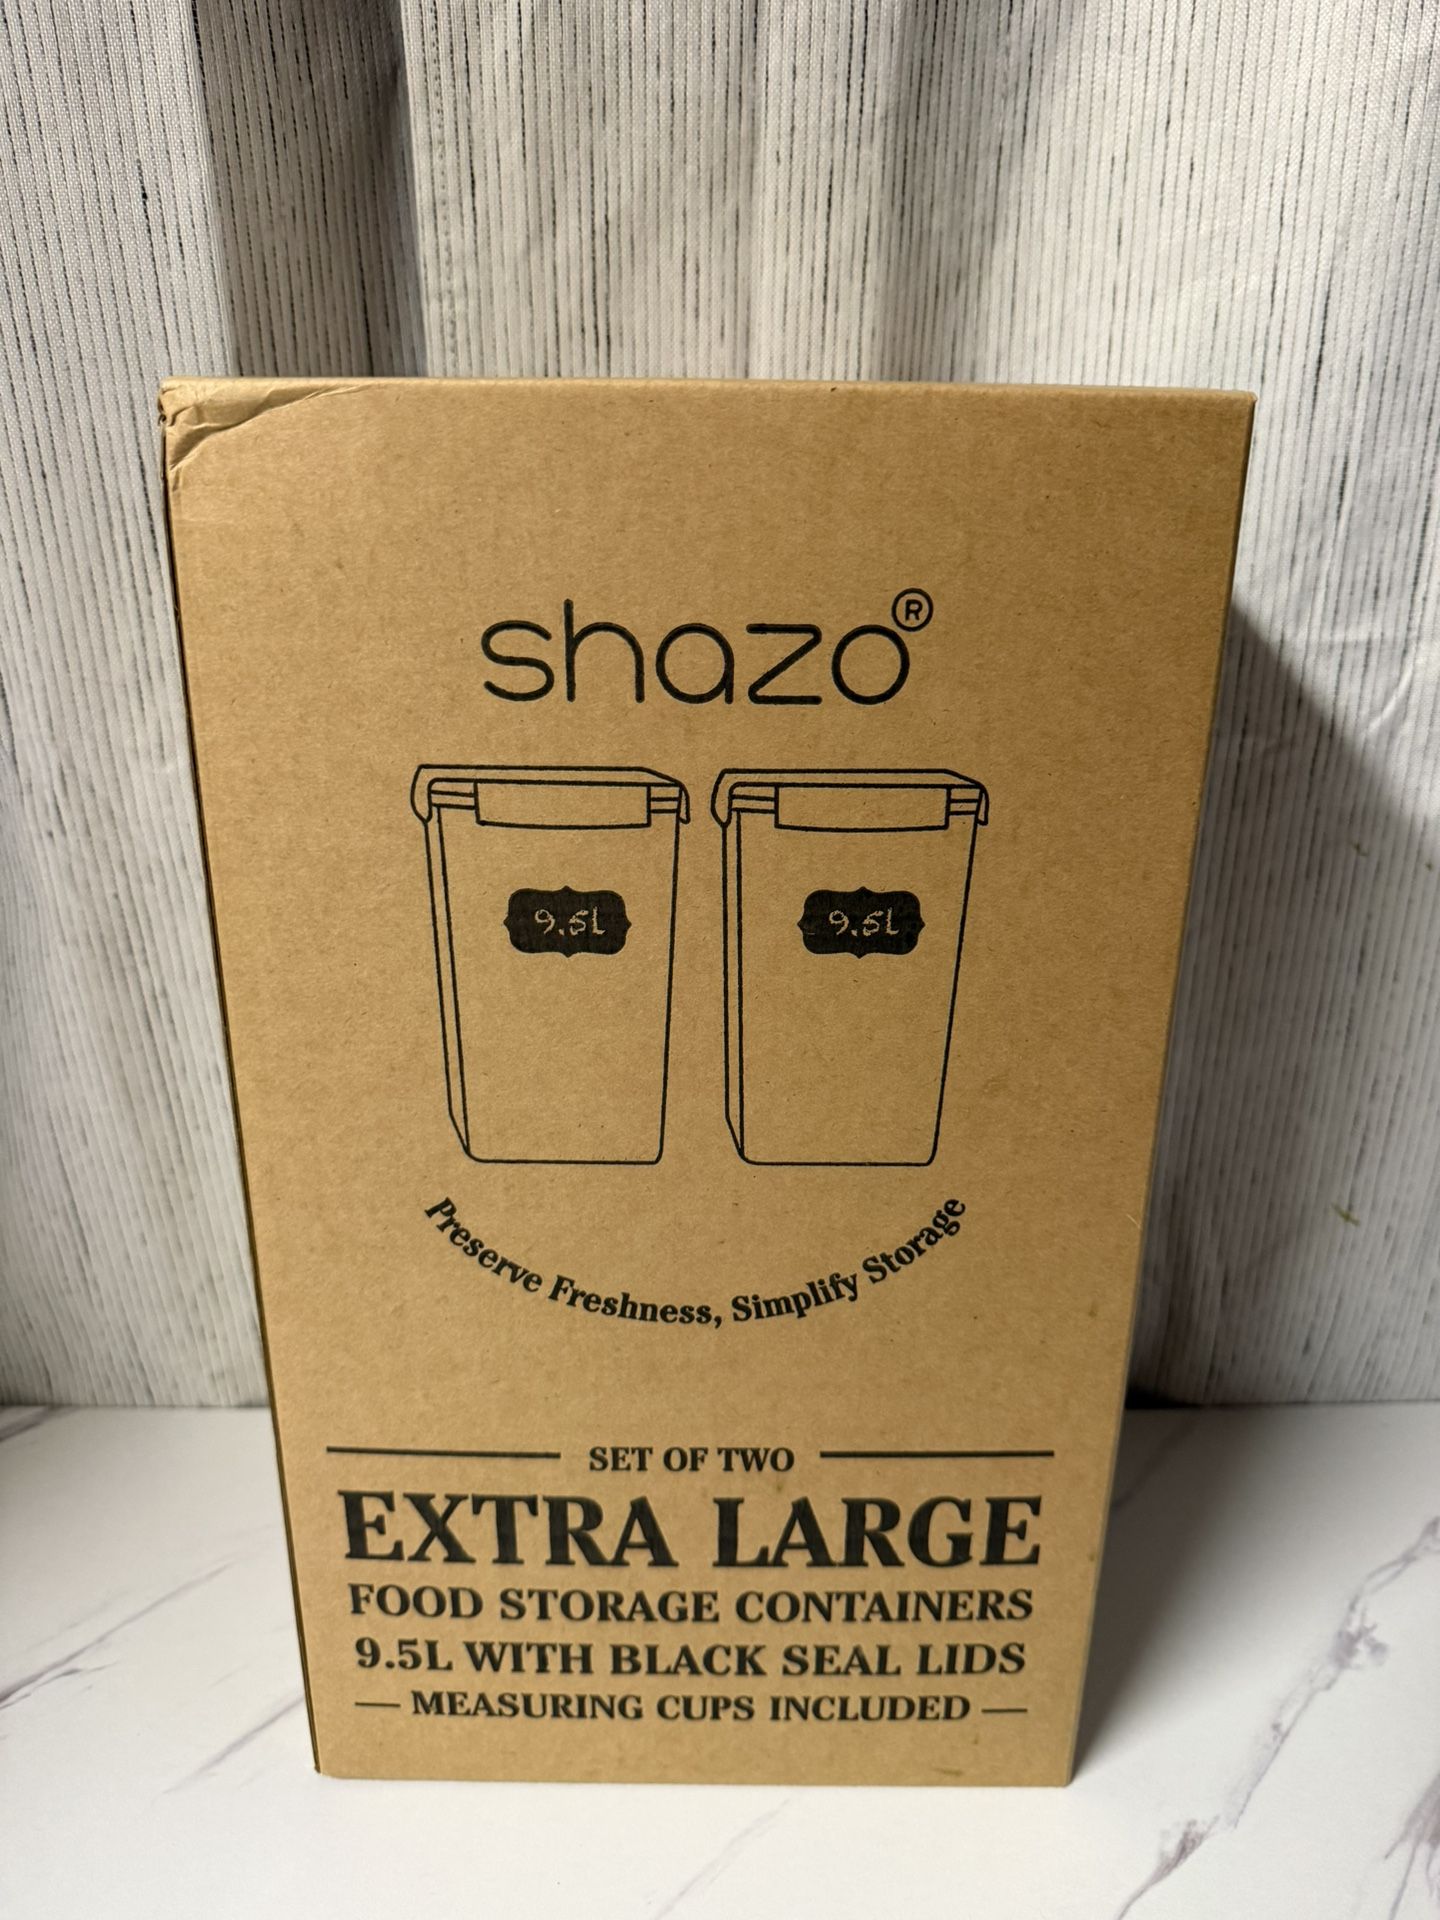 shazo®
9.5L
9.5L
Preserve Freshness, Simplify Storage
SET OF TWO
EXTRA LARGE
FOOD STORAGE CONTAINERS
9.5L WITH BLACK SEAL LIDS
— MEASURING CUPS INCLUDED —